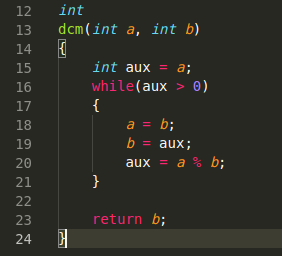 12 int
13 dcm(int a, int b)
14 {
15     int aux = a;
16     while(aux > 0)
17     {
18         a = b;
19         b = aux;
20         aux = a % b;
21     }
22
23     return b;
24 }